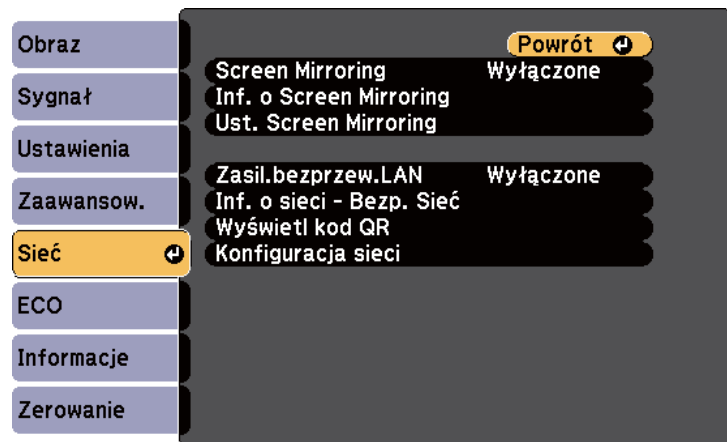 Obraz
Sygnał
Ustawienia
Zaawansow.
Sieć
ECO
Informacje
Zerowanie
Powrót
Screen Mirroring Wyłączone
Inf. o Screen Mirroring
Ust. Screen Mirroring
Zasil.bezprzew.LAN Wyłączone
Inf. o sieci - Bezp. Sieć
Wyświetl kod QR
Konfiguracja sieci